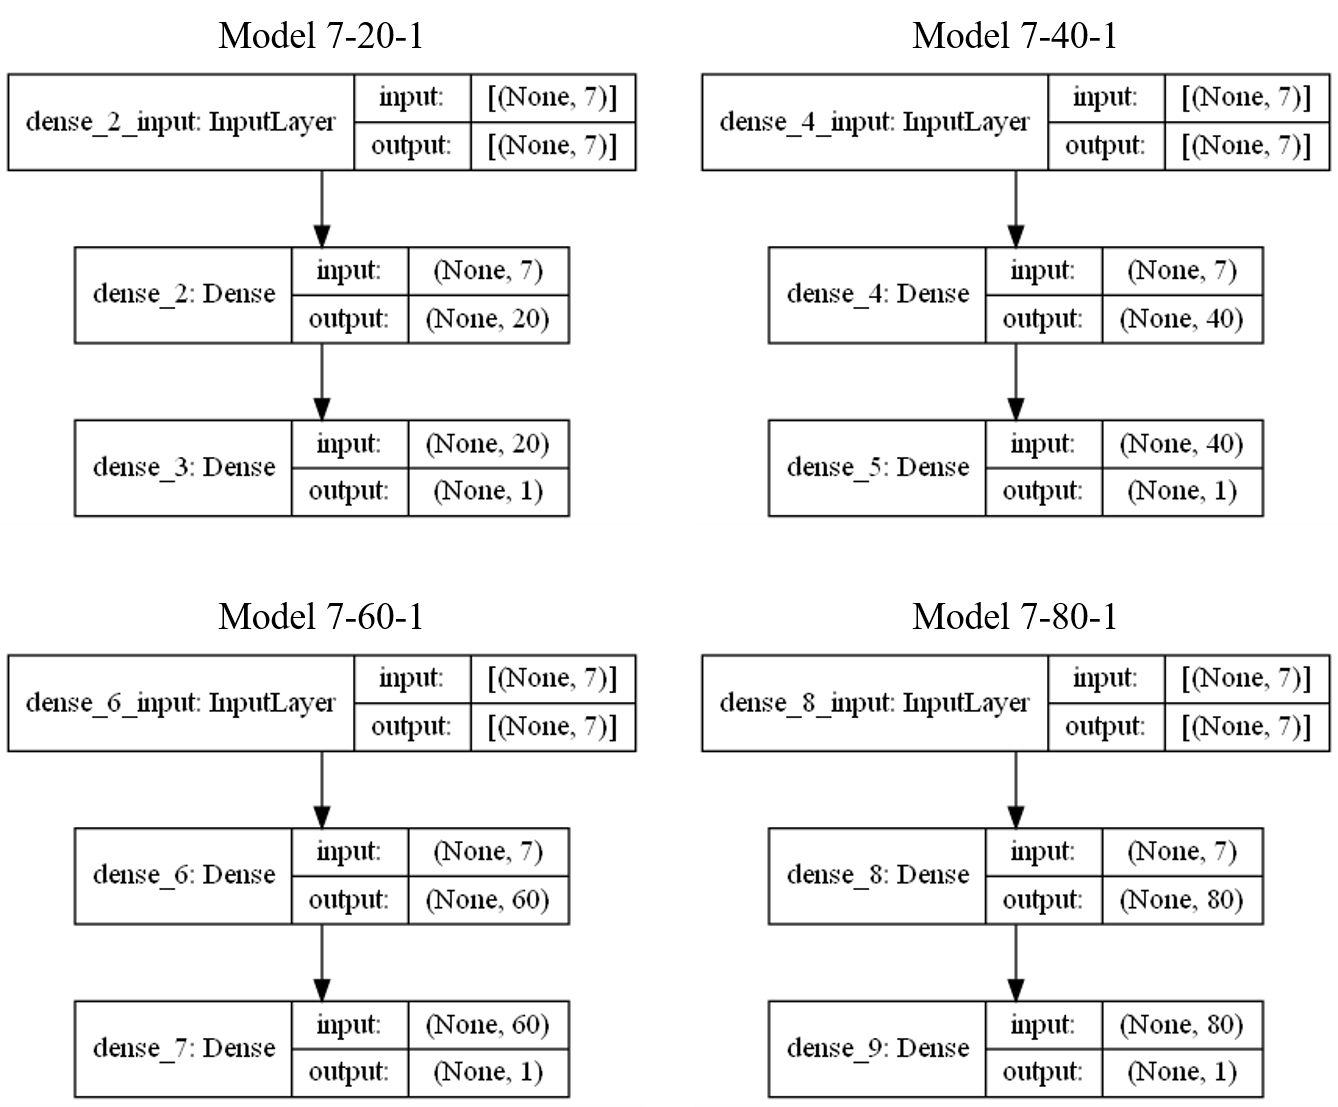 Model 7-20-1
dense_2_input: InputLayer
input:
[(None, 7)]
output:
[(None, 7)]
dense_2: Dense
input:
(None, 7)
output:
(None, 20)
dense_3: Dense
input:
(None, 20)
output:
(None, 1)
Model 7-40-1
dense_4_input: InputLayer
input:
[(None, 7)]
output:
[(None, 7)]
dense_4: Dense
input:
(None, 7)
output:
(None, 40)
dense_5: Dense
input:
(None, 40)
output:
(None, 1)
Model 7-60-1
dense_6_input: InputLayer
input:
[(None, 7)]
output:
[(None, 7)]
dense_6: Dense
input:
(None, 7)
output:
(None, 60)
dense_7: Dense
input:
(None, 60)
output:
(None, 1)
Model 7-80-1
dense_8_input: InputLayer
input:
[(None, 7)]
output:
[(None, 7)]
dense_8: Dense
input:
(None, 7)
output:
(None, 80)
dense_9: Dense
input:
(None, 80)
output:
(None, 1)